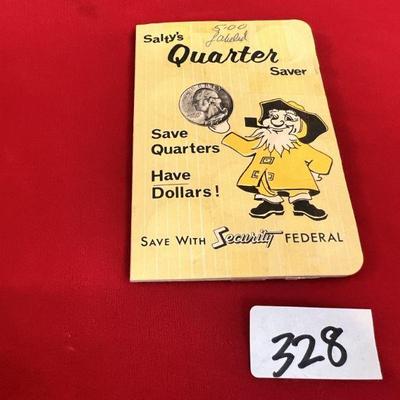 5:00
Salty's
Quarter
Saver
Save
Quarters
Have
Dollars!
SAVE WITH Security FEDERAL
328